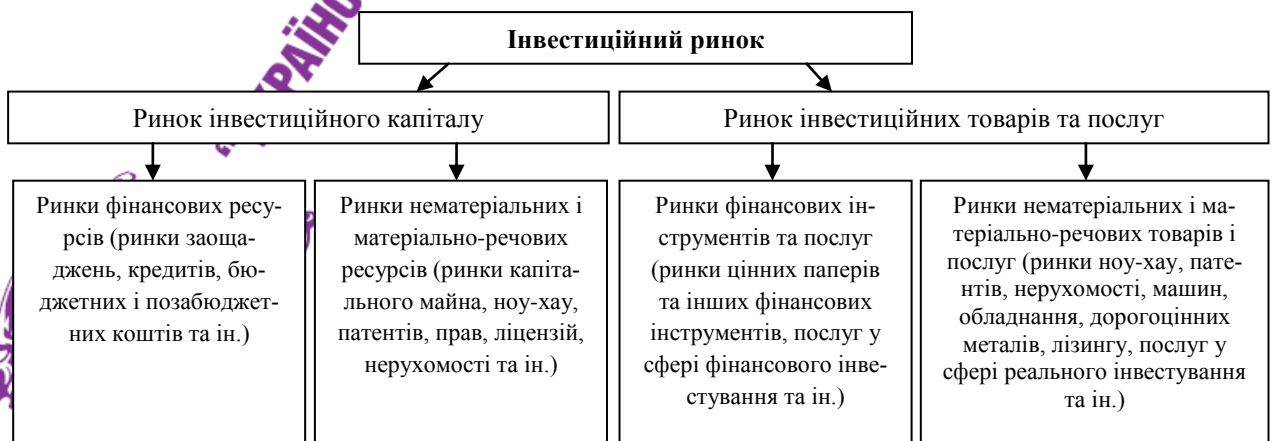 Інвестиційний ринок
Ринок інвестиційного капіталу
Ринок інвестиційних товарів та послуг
Ринки фінансових ресу-
рсів (ринки заоща-
джень, кредитів, бю-
джетних і позабюджет-
них коштів та ін.)
Ринки нематеріальних і
матеріально-речових
ресурсів (ринки капіта-
льного майна, ноу-хау,
патентів, прав, ліцензій,
нерухомості та ін.)
Ринки фінансових ін-
струментів та послуг
(ринки цінних паперів
та інших фінансових
інструментів, послуг у
сфері фінансового інве-
стування та ін.)
Ринки нематеріальних і ма-
теріально-речових товарів і
послуг (ринки ноу-хау, пате-
нтів, нерухомості, машин,
обладнання, дорогоцінних
металів, лізингу, послуг у
сфері реального інвестування
та ін.)